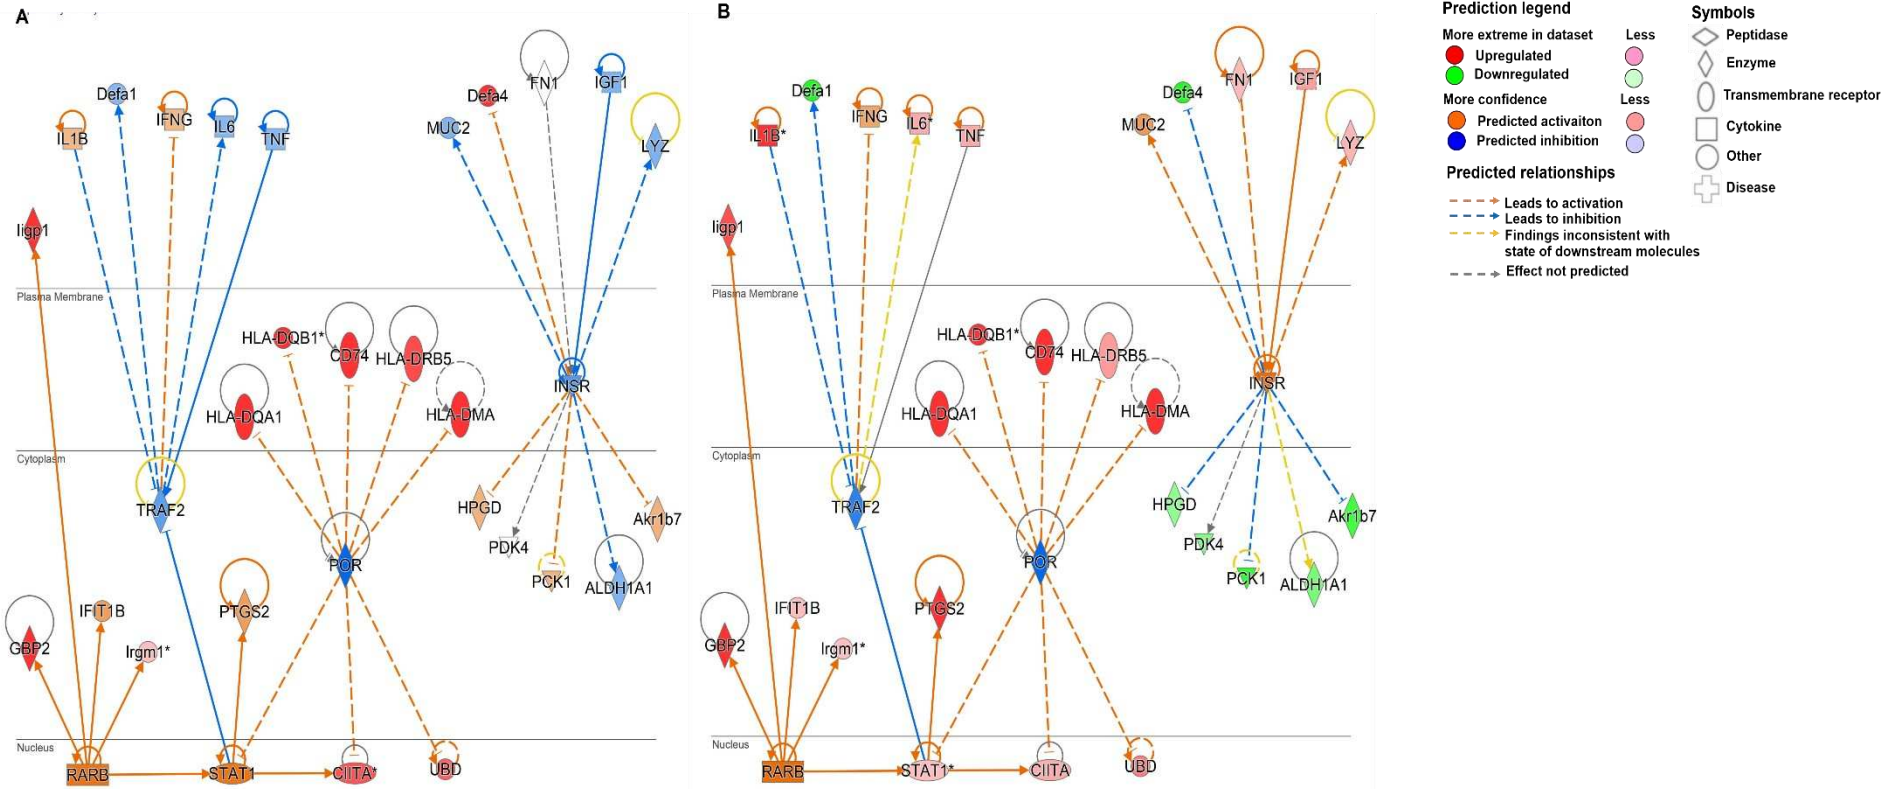 A
Defa1
IFNG
IL6
IL1B
TNF
Defa4
FN1
IGF1
MUC2
LYZ
Iigp1
Plasma Membrane
HLA-DQB1*
CD74
HLA-DRB5
INSR
HLA-DQA1
HLA-DMA
Cytoplasm
TRAF2
HPGD
Akr1b7
PDK4
POR
PCK1
ALDH1A1
IFIT1B
PTGS2
GBP2
Irgm1*
Nucleus
RARB
STAT1
CIITA*
UBD
B
Defa1
IFNG
IL6*
IL1B*
TNF
Defa4
FN1
IGF1
MUC2
LYZ
Iigp1
Plasma Membrane
HLA-DQB1*
CD74
HLA-DRB5
INSR
HLA-DQA1
HLA-DMA
Cytoplasm
TRAF2
HPGD
Akr1b7
PDK4
POR
PCK1
ALDH1A1
IFIT1B
PTGS2
GBP2
Irgm1*
Nucleus
RARB
STAT1*
CIITA
UBD
Prediction legend
More extreme in dataset Less
Upregulated
Downregulated
More confidence Less
Predicted activaiton
Predicted inhibition
Predicted relationships
Leads to activation
Leads to inhibition
Findings inconsistent with
state of downstream molecules
Effect not predicted
Symbols
Peptidase
Enzyme
Transmembrane receptor
Cytokine
Other
Disease